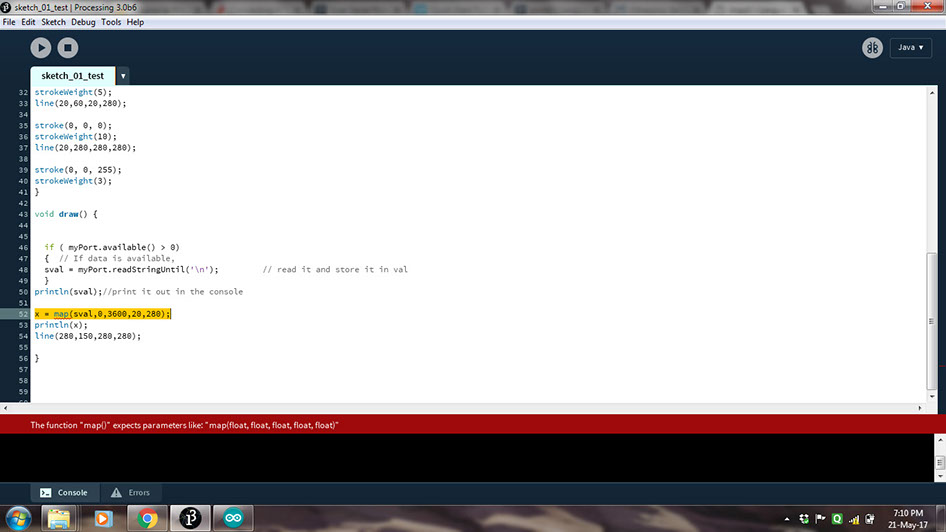 sketch_01_test | Processing 3.0b6
File Edit Sketch Debug Tools Help
Java ▾
sketch_01_test ▾
32 strokeWeight(5);
33 line(20,60,20,280);
34
35 stroke(0, 0, 0);
36 strokeWeight(10);
37 line(20,280,280,280);
38
39 stroke(0, 0, 255);
40 strokeWeight(3);
41 }
42
43 void draw() {
44
45
46 if ( myPort.available() > 0)
47 { // If data is available,
48 sval = myPort.readStringUntil('\n'); // read it and store it in val
49 }
50 println(sval);//print it out in the console
51
52 x = map(sval,0,3600,20,280);
53 println(x);
54 line(280,150,280,280);
55
56 }
57
58
59
The function "map()" expects parameters like: "map(float, float, float, float, float)"
Console Errors
7:10 PM
21-May-17